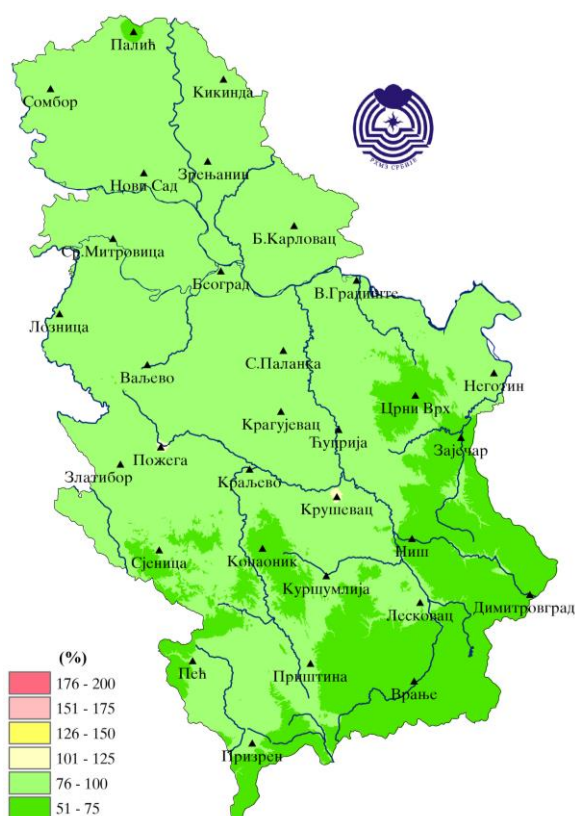 Палић
Кикинда
Сомбор
РХМЗ СРБИЈЕ
Зрењанин
Нови Сад
Б.Карловац
Ср.Митровица
Београд
В.Градиште
Лозница
С.Паланка
Ваљево
Неготин
Црни Врх
Крагујевац
Ћуприја
Зајечар
Пожега
Златибор
Краљево
Крушевац
Ниш
Сјеница
Копаоник
Куршумлија
Лесковац
Димитровград
(%)
Пећ
Приштина
176 - 200
Врање
151 - 175
126 - 150
101 - 125
Призрен
76 - 100
51 - 75